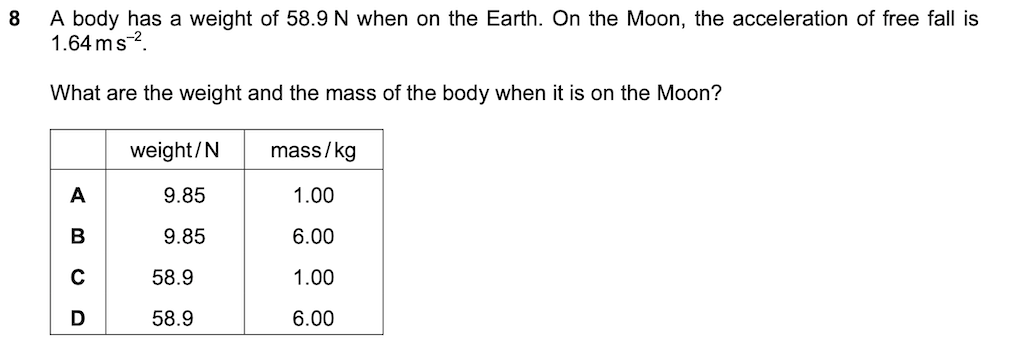 8 A body has a weight of 58.9 N when on the Earth. On the Moon, the acceleration of free fall is
1.64 m s⁻².
What are the weight and the mass of the body when it is on the Moon?
weight / N mass / kg
A 9.85 1.00
B 9.85 6.00
C 58.9 1.00
D 58.9 6.00